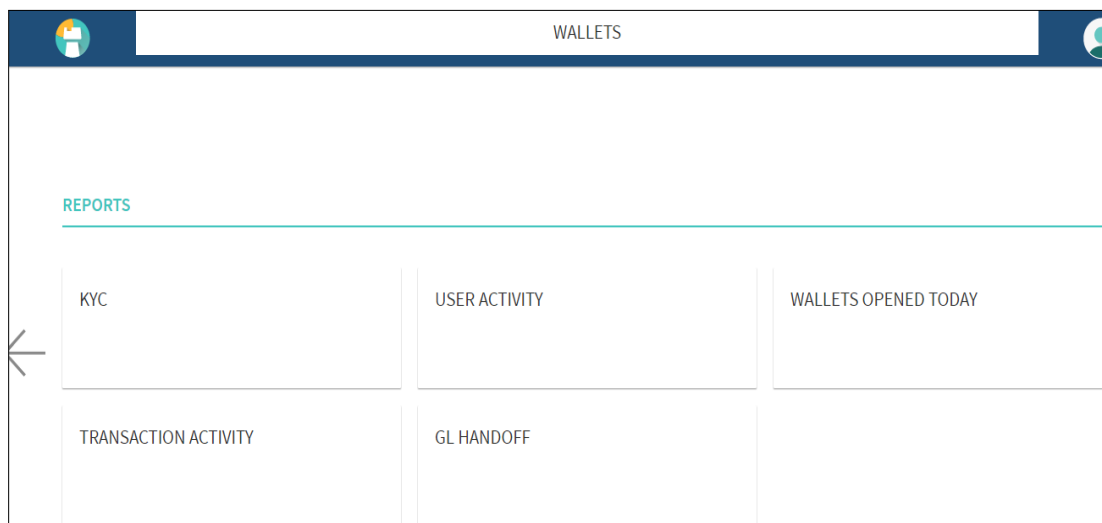 WALLETS
REPORTS
KYC
USER ACTIVITY
WALLETS OPENED TODAY
TRANSACTION ACTIVITY
GL HANDOFF